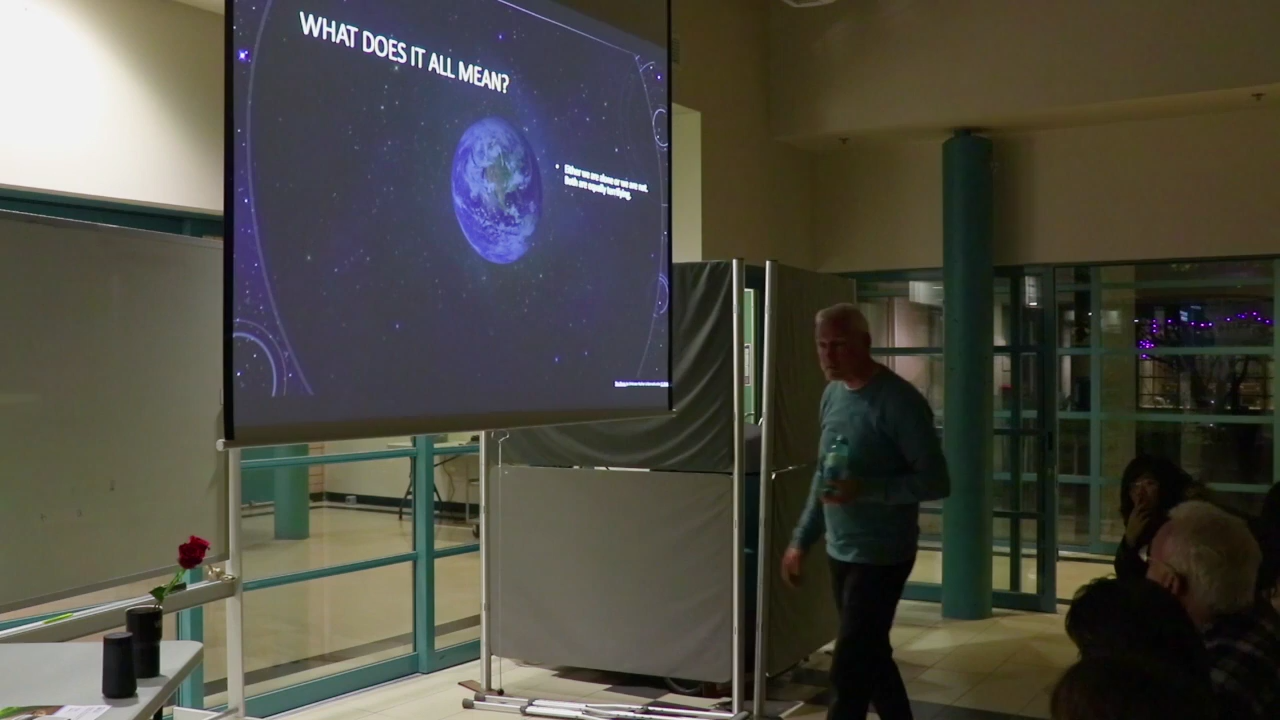 WHAT DOES IT ALL MEAN?
• Either we are alone or we are not.
Both are equally terrifying.